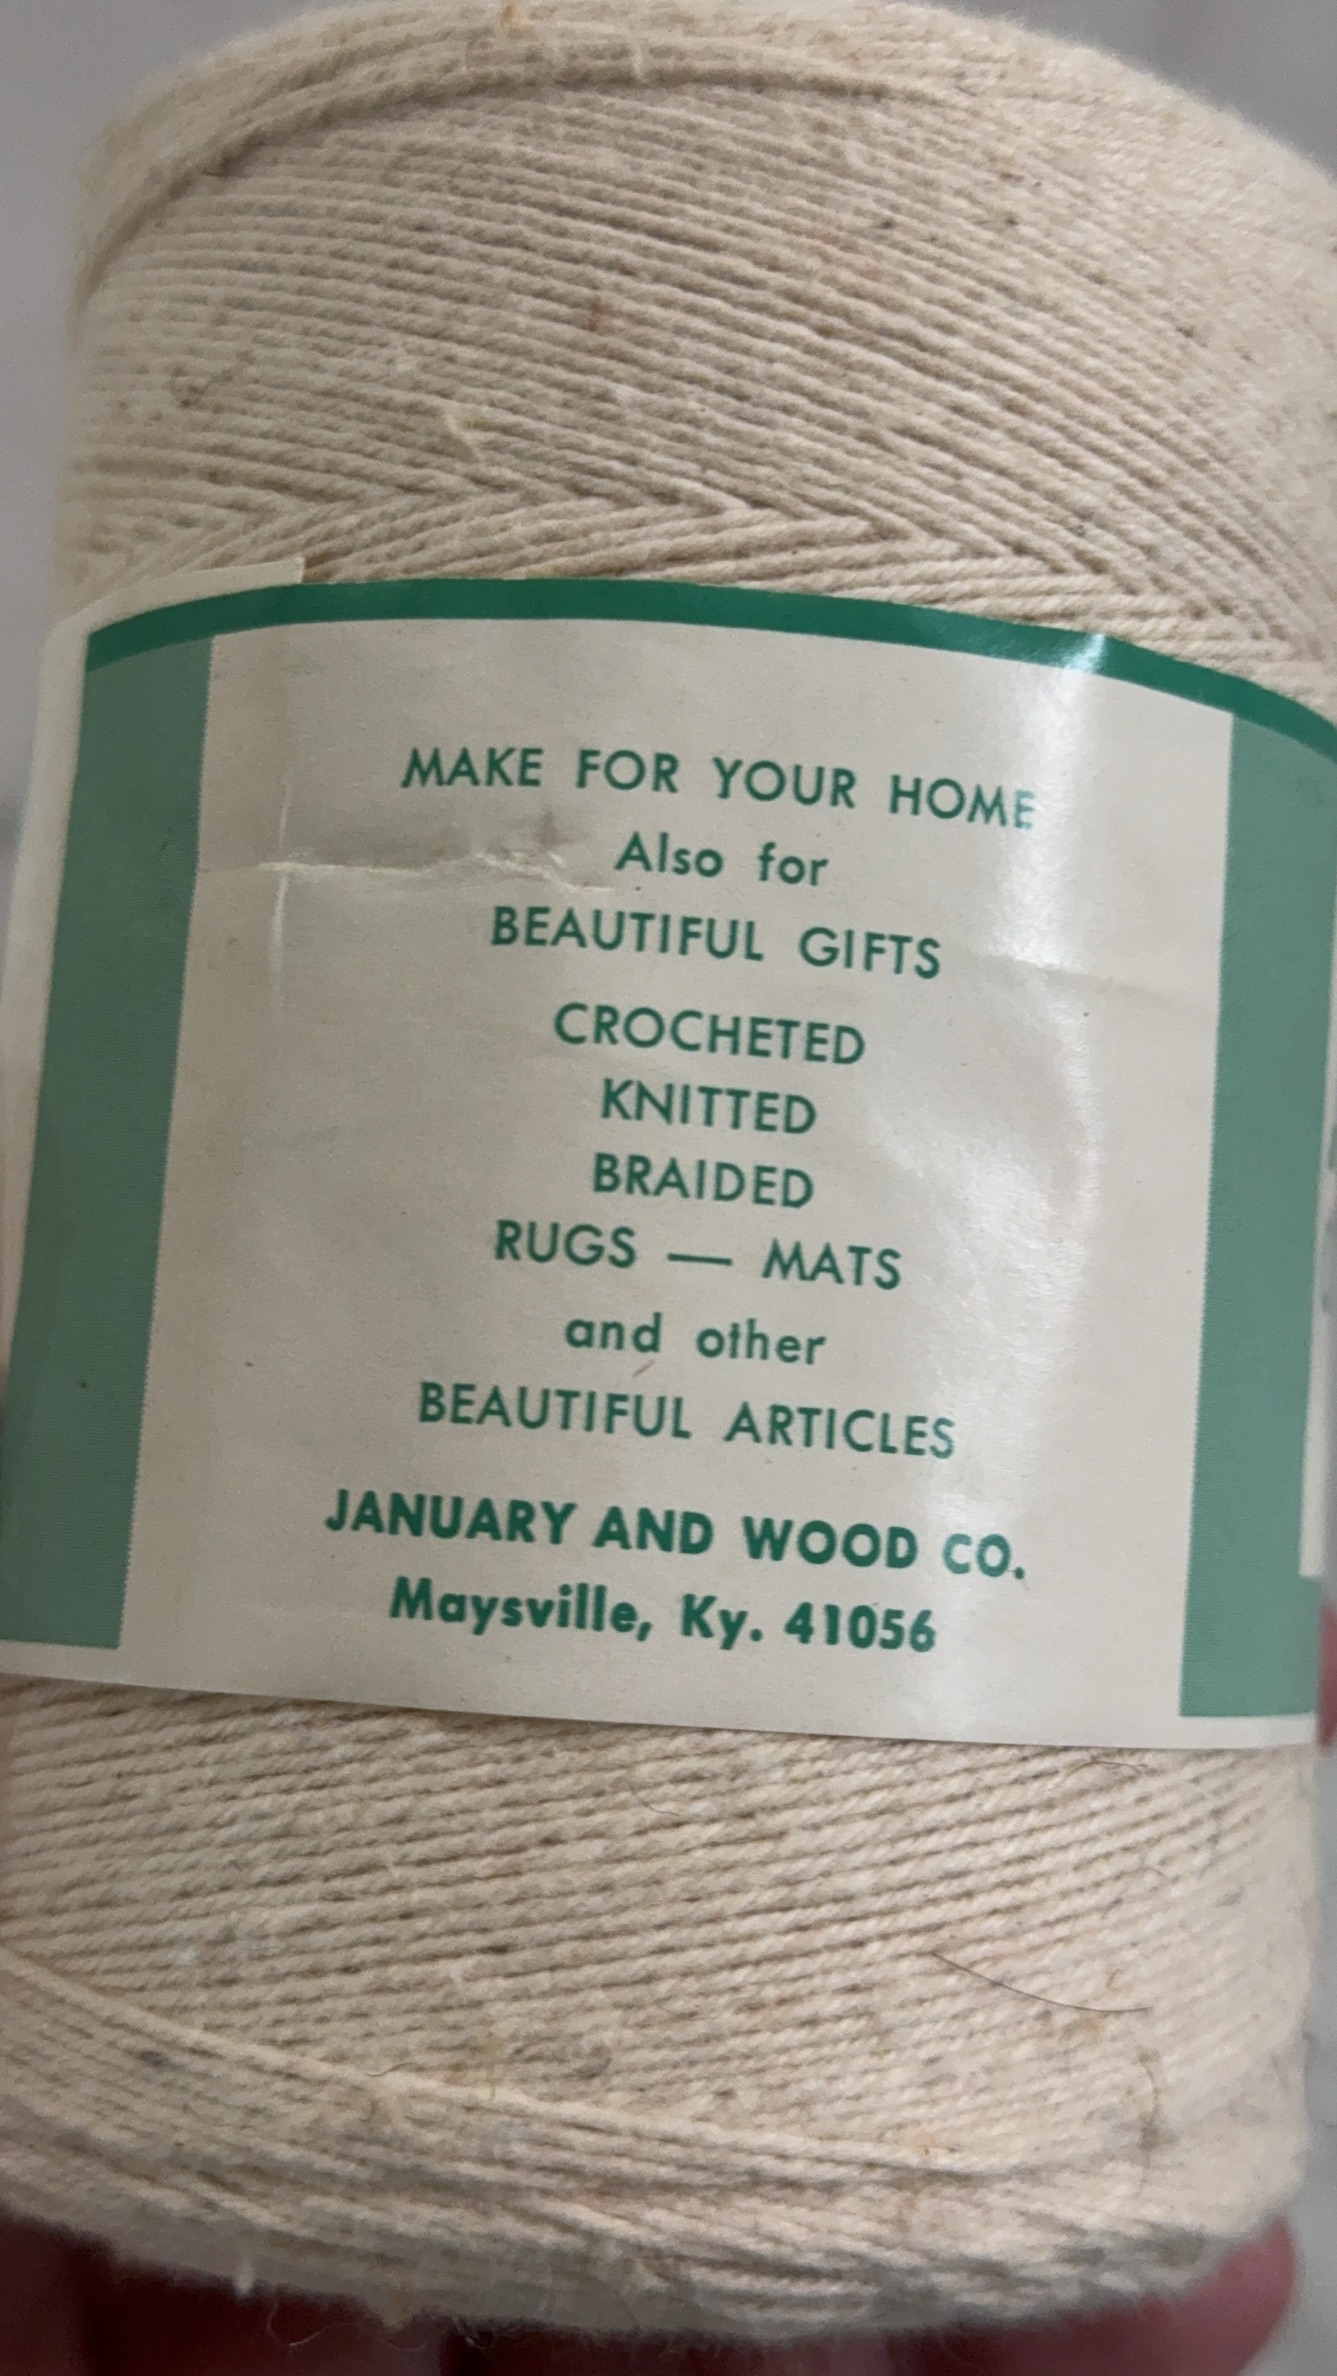 MAKE FOR YOUR HOME
Also for
BEAUTIFUL GIFTS
CROCHETED
KNITTED
BRAIDED
RUGS — MATS
and other
BEAUTIFUL ARTICLES
JANUARY AND WOOD CO.
Maysville, Ky. 41056